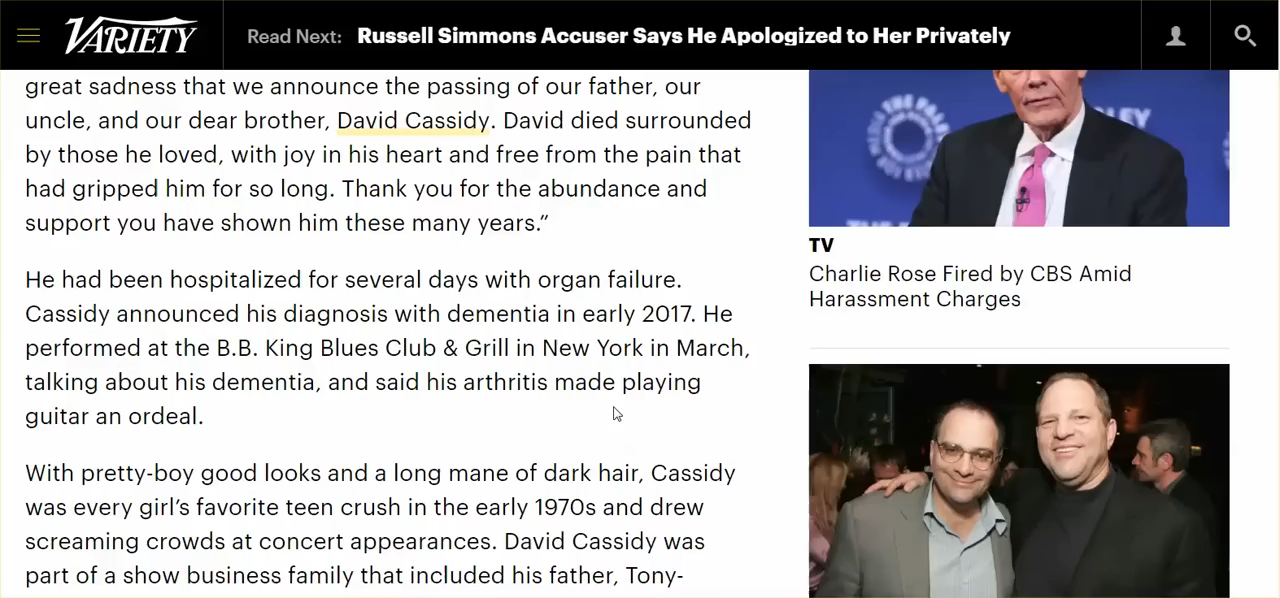 VARIETY
Read Next: Russell Simmons Accuser Says He Apologized to Her Privately
great sadness that we announce the passing of our father, our
uncle, and our dear brother, David Cassidy. David died surrounded
by those he loved, with joy in his heart and free from the pain that
had gripped him for so long. Thank you for the abundance and
support you have shown him these many years.”
He had been hospitalized for several days with organ failure.
Cassidy announced his diagnosis with dementia in early 2017. He
performed at the B.B. King Blues Club & Grill in New York in March,
talking about his dementia, and said his arthritis made playing
guitar an ordeal.
With pretty-boy good looks and a long mane of dark hair, Cassidy
was every girl’s favorite teen crush in the early 1970s and drew
screaming crowds at concert appearances. David Cassidy was
part of a show business family that included his father, Tony-
TV
Charlie Rose Fired by CBS Amid
Harassment Charges